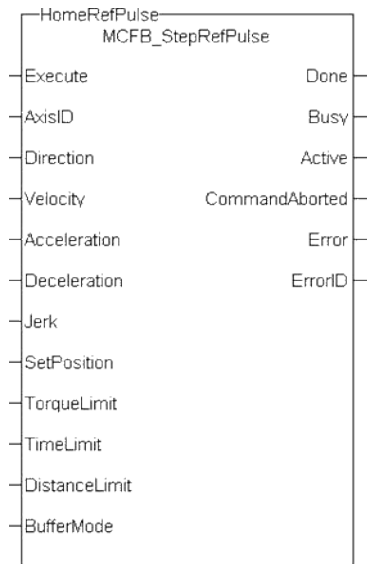 HomeRefPulse
MCFB_StepRefPulse
Execute Done
AxisID Busy
Direction Active
Velocity CommandAborted
Acceleration Error
Deceleration ErrorID
Jerk
SetPosition
TorqueLimit
TimeLimit
DistanceLimit
BufferMode